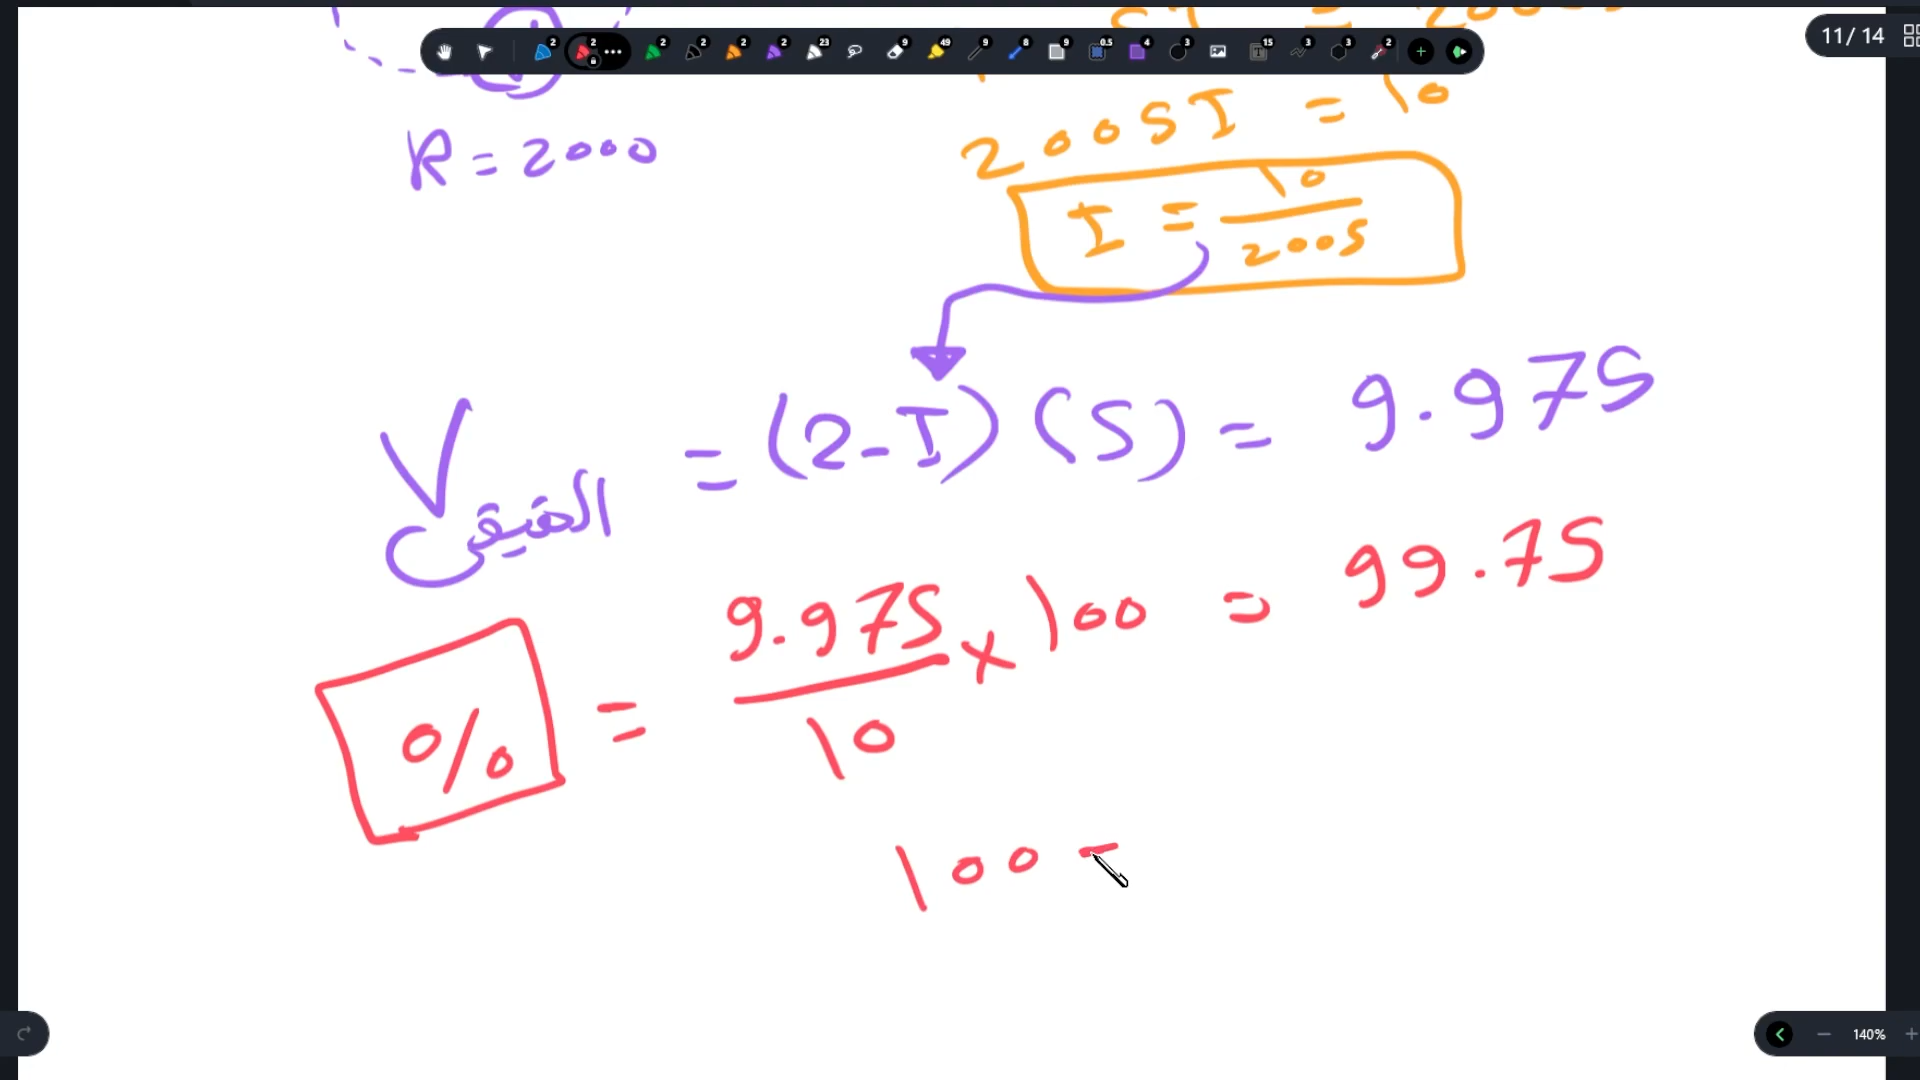 11/ 14
2005I = 10
R = 2000
I = 10/2005
V = (2-I) (5) = 9.975
% = 9.975/10 x 100 = 99.75
100 -
140%